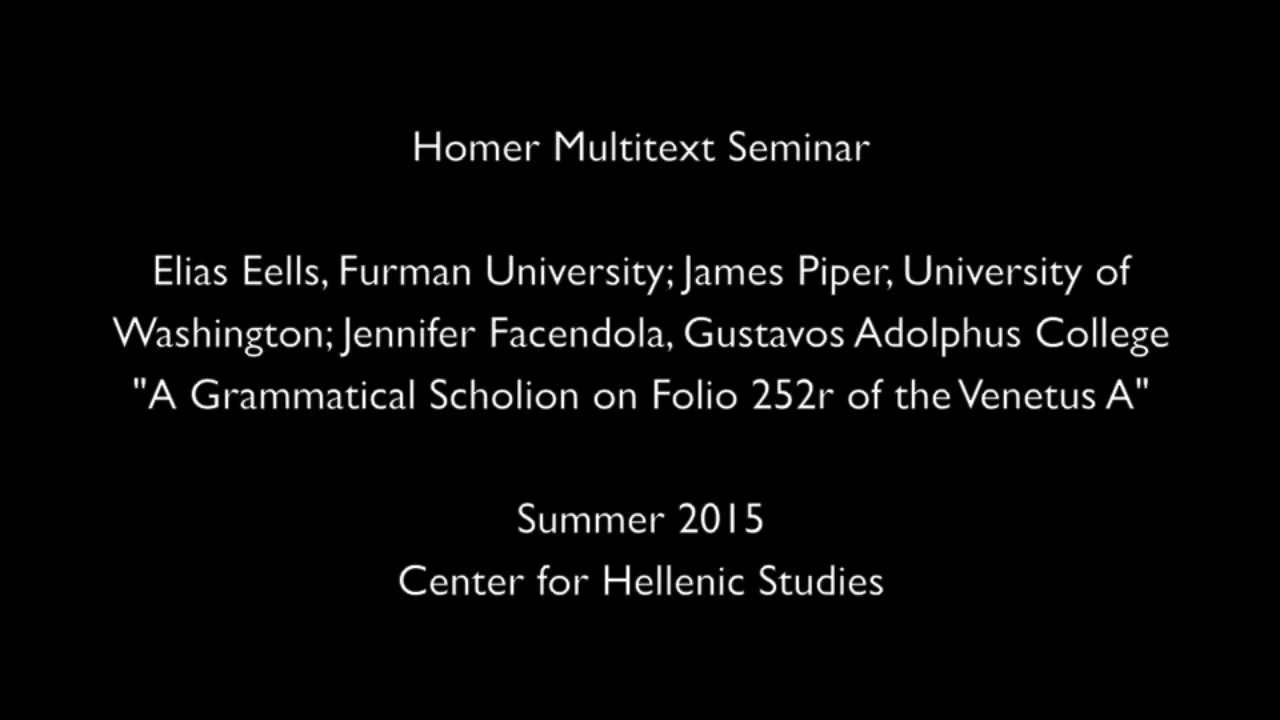 Homer Multitext Seminar
Elias Eells, Furman University; James Piper, University of
Washington; Jennifer Facendola, Gustavos Adolphus College
"A Grammatical Scholion on Folio 252r of the Venetus A"
Summer 2015
Center for Hellenic Studies